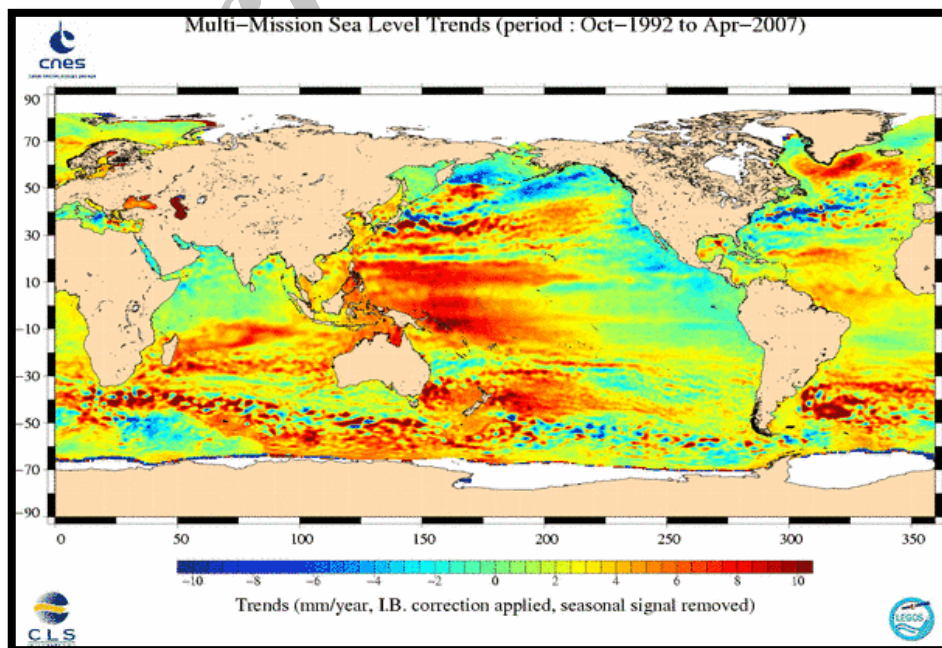 Multi-Mission Sea Level Trends (period : Oct-1992 to Apr-2007)
cnes
90
70
50
30
10
-10
-30
-50
-70
-90
0 50 100 150 200 250 300 350
-10 -8 -6 -4 -2 0 2 4 6 8 10
Trends (mm/year, I.B. correction applied, seasonal signal removed)
CLS
LEGOS